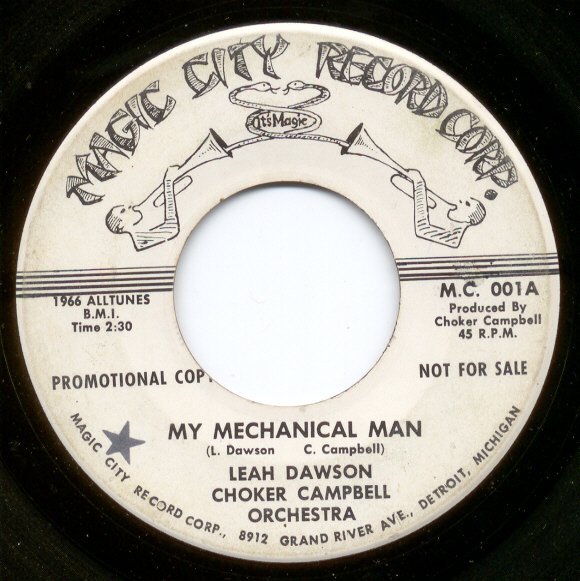 MAGIC CITY RECORD CORP.
It's Magic
1966 ALLTUNES
B.M.I.
Time 2:30
M.C. 001A
Produced By
Choker Campbell
45 R.P.M.
PROMOTIONAL COPY
NOT FOR SALE
MY MECHANICAL MAN
(L. Dawson C. Campbell)
LEAH DAWSON
CHOKER CAMPBELL
ORCHESTRA
MAGIC CITY RECORD CORP., 8912 GRAND RIVER AVE., DETROIT, MICHIGAN